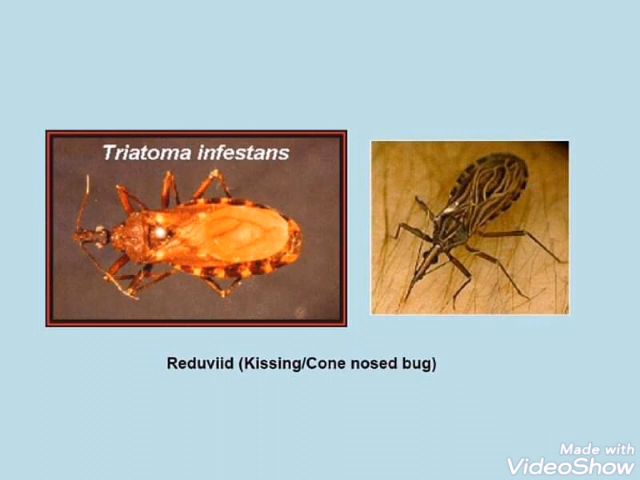 Triatoma infestans
Reduviid (Kissing/Cone nosed bug)
Made with
VideoShow